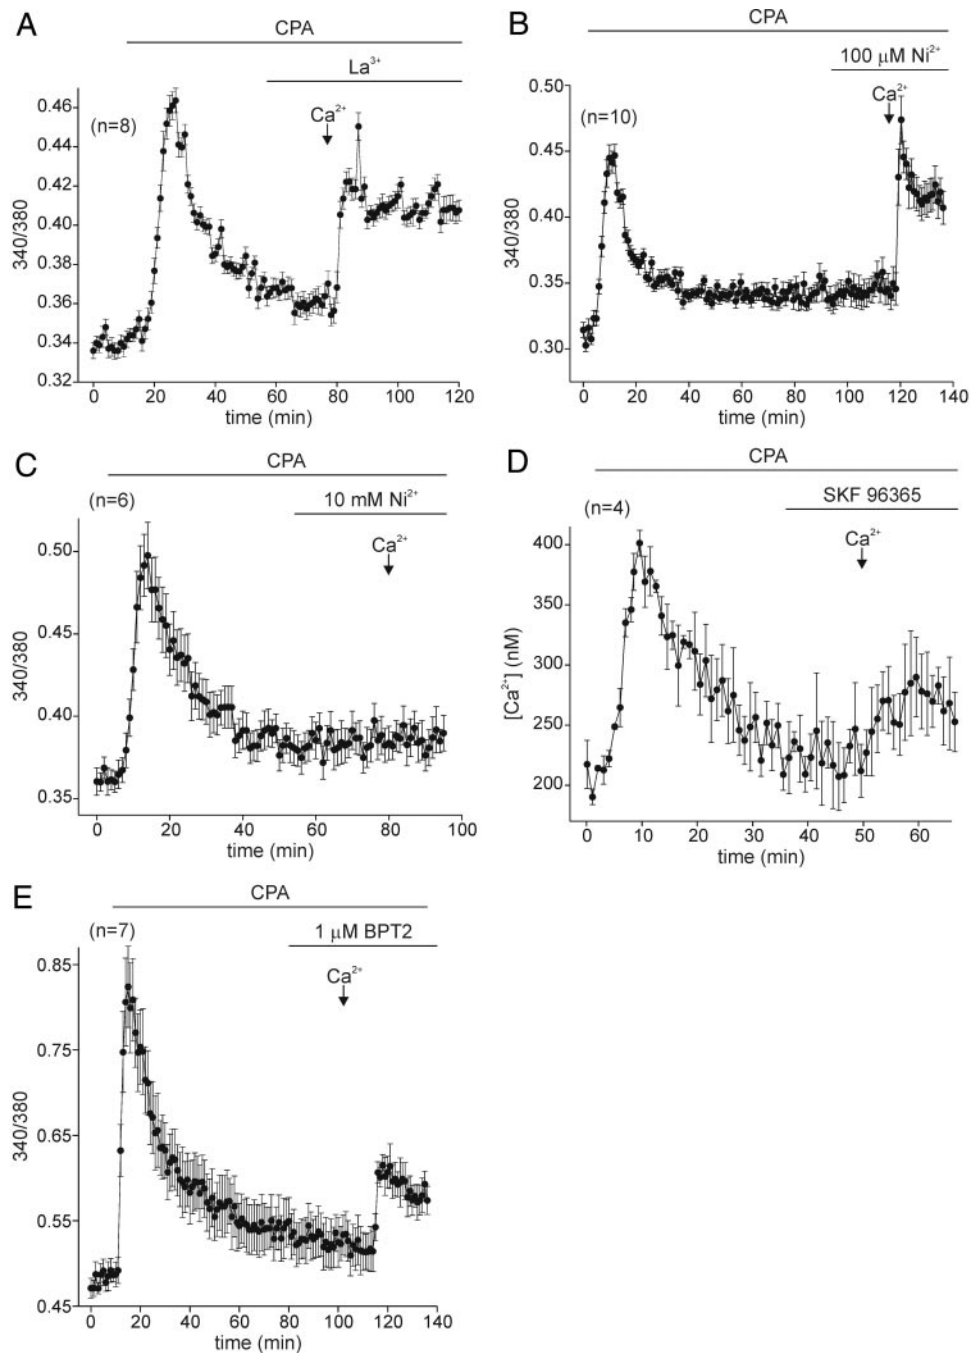 A
CPA
La³⁺
Ca²⁺
(n=8)
340/380
0.46
0.44
0.42
0.40
0.38
0.36
0.34
0.32
0 20 40 60 80 100 120
time (min)
B
CPA
100 μM Ni²⁺
Ca²⁺
(n=10)
340/380
0.50
0.45
0.40
0.35
0.30
0 20 40 60 80 100 120 140
time (min)
C
CPA
10 mM Ni²⁺
Ca²⁺
(n=6)
340/380
0.50
0.45
0.40
0.35
0 20 40 60 80 100
time (min)
D
CPA
SKF 96365
Ca²⁺
(n=4)
[Ca²⁺] (nM)
400
350
300
250
200
0 10 20 30 40 50 60
time (min)
E
CPA
1 μM BPT2
Ca²⁺
(n=7)
340/380
0.85
0.75
0.65
0.55
0.45
0 20 40 60 80 100 120 140
time (min)